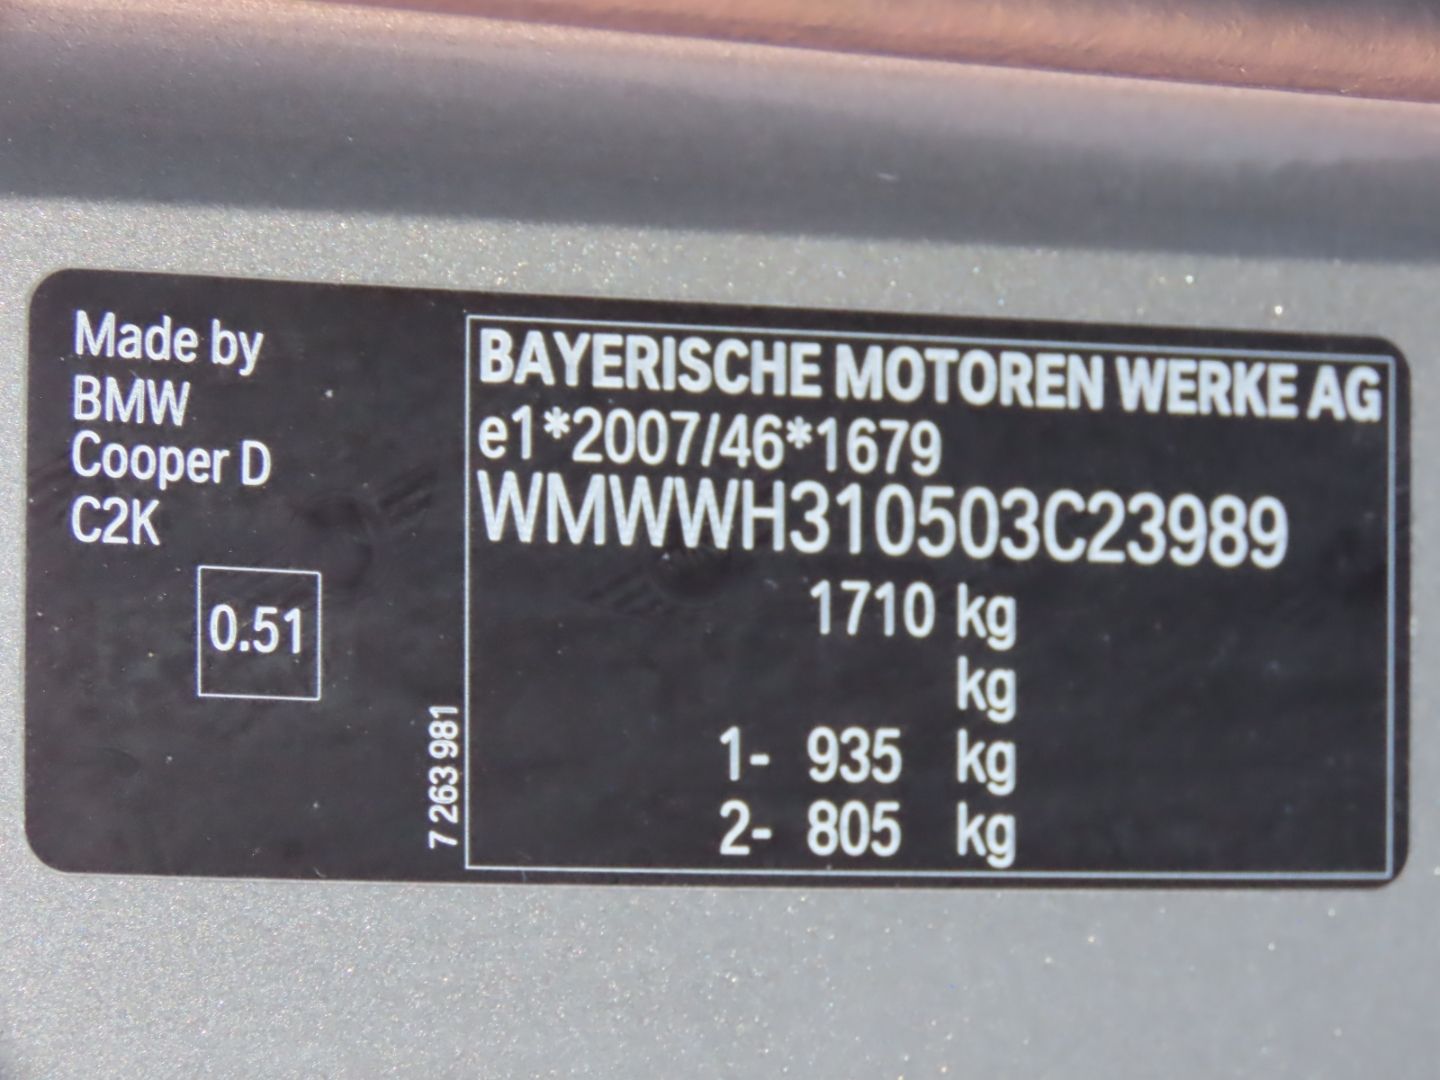 Made by
BMW
Cooper D
C2K
0.51
7 263 981
BAYERISCHE MOTOREN WERKE AG
e1*2007/46*1679
WMWWH310503C23989
1710 kg
kg
1- 935 kg
2- 805 kg